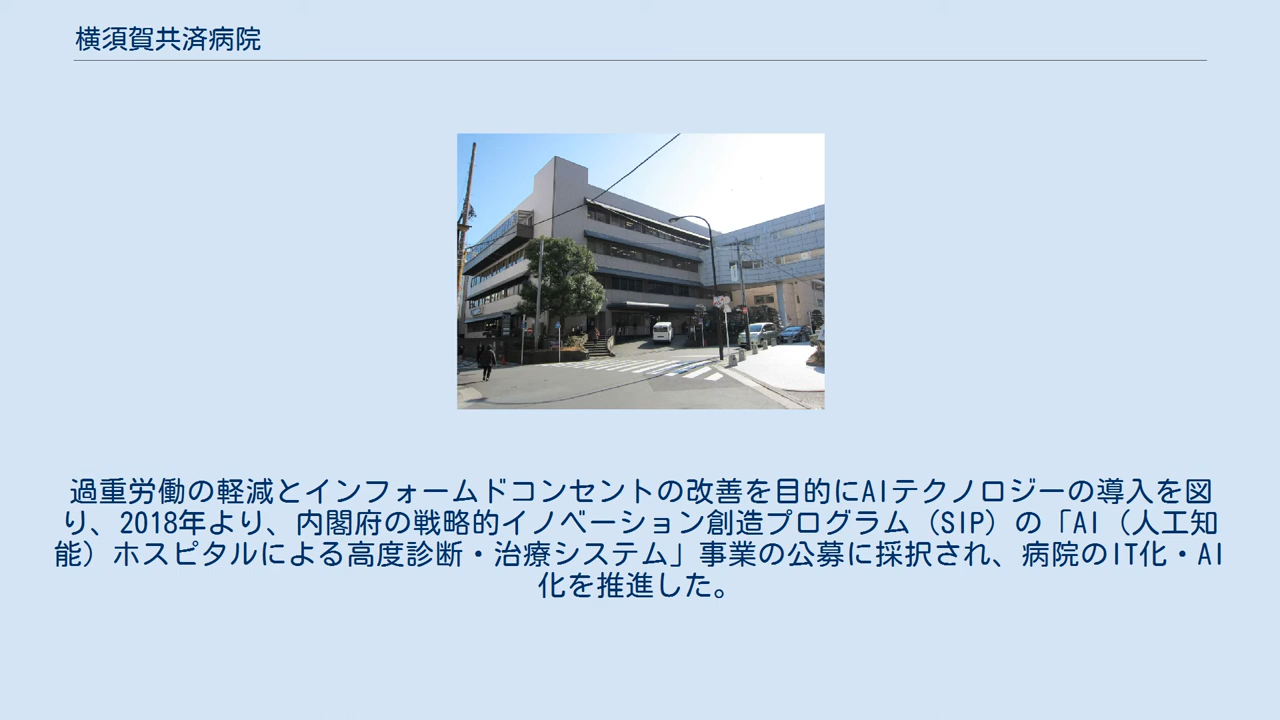 横須賀共済病院
過重労働の軽減とインフォームドコンセントの改善を目的にAIテクノロジーの導入を図
り、2018年より、内閣府の戦略的イノベーション創造プログラム（SIP）の「AI（人工知
能）ホスピタルによる高度診断・治療システム」事業の公募に採択され、病院のIT化・AI
化を推進した。